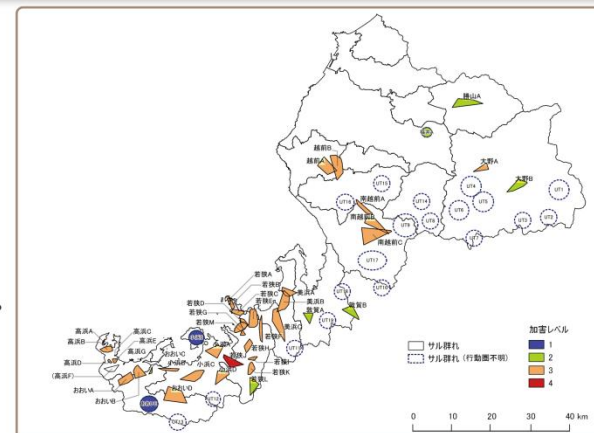 勝山A
越前B
越前A
大野A
大野B
UT15
UT4
UT1
UT16
南越前A
UT14
UT5
UT6
南越前B
UT9
UT8
UT3
UT2
UT7
南越前C
UT17
若狭A
若狭B
美浜A
若狭C
若狭D
若狭E
美浜B
若狭G
敦賀A
敦賀B
若狭M
美浜C
高浜A
高浜C
高浜B
高浜E
高浜G
おおいC
若狭H
高浜D
小浜C
小浜D
若狭K
(高浜F)
おおいD
若狭L
おおいA
おおいB
サル群れ
サル群れ（行動圏不明）
加害レベル
1
2
3
4
0
10
20
30
40 km